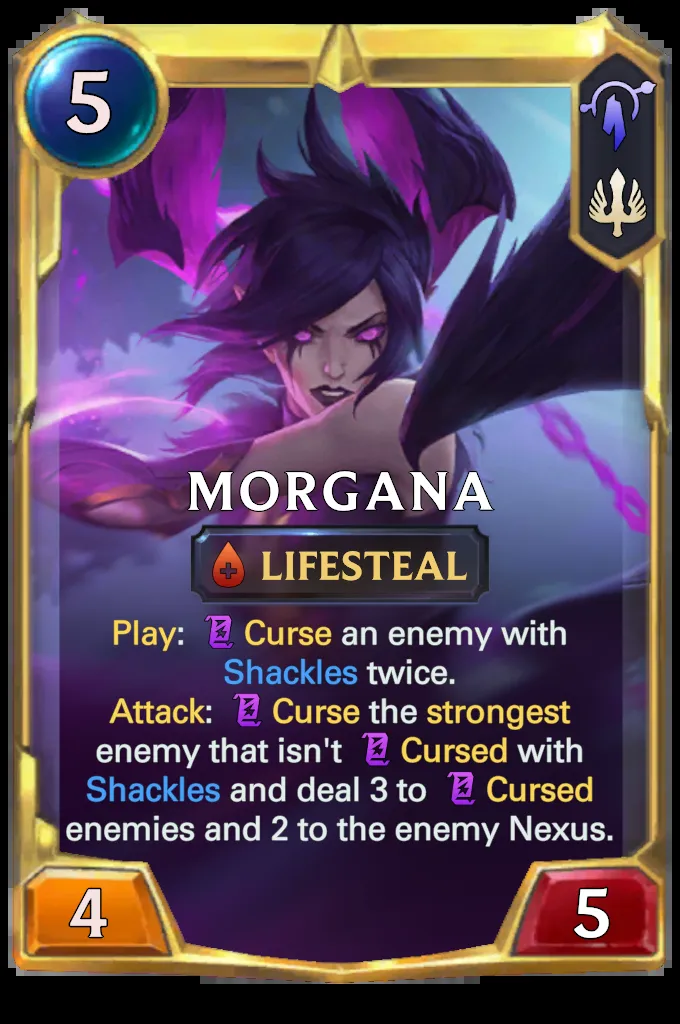 5
MORGANA
LIFESTEAL
Play: Curse an enemy with
Shackles twice.
Attack: Curse the strongest
enemy that isn't Cursed with
Shackles and deal 3 to Cursed
enemies and 2 to the enemy Nexus.
4
5